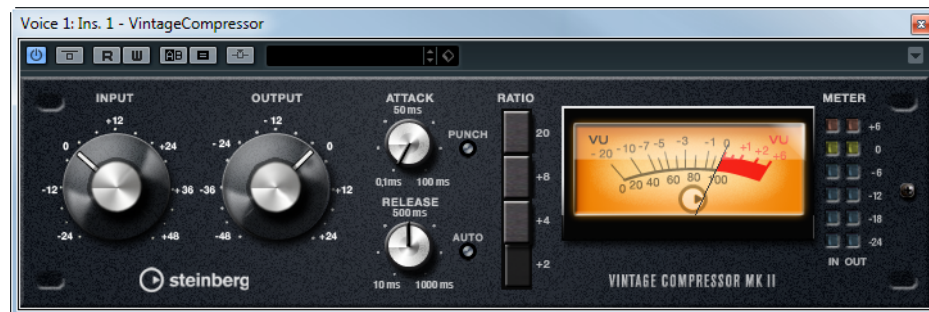 Voice 1: Ins. 1 - VintageCompressor
R W AB
INPUT OUTPUT ATTACK RATIO METER
50 ms
+12 - 12
0 +24 - 24 0
-12 +36 -36 +12
-24 +48 -48 +24
PUNCH
0,1ms 100 ms
RELEASE
500 ms
AUTO
10 ms 1000 ms
20
+8
+4
+2
VU VU
- 20 -10 -7 -5 -3 -1 0 +1 +2 +6
0 20 40 60 80 100
+6
0
-6
-12
-18
-24
IN OUT
steinberg
VINTAGE COMPRESSOR MK II